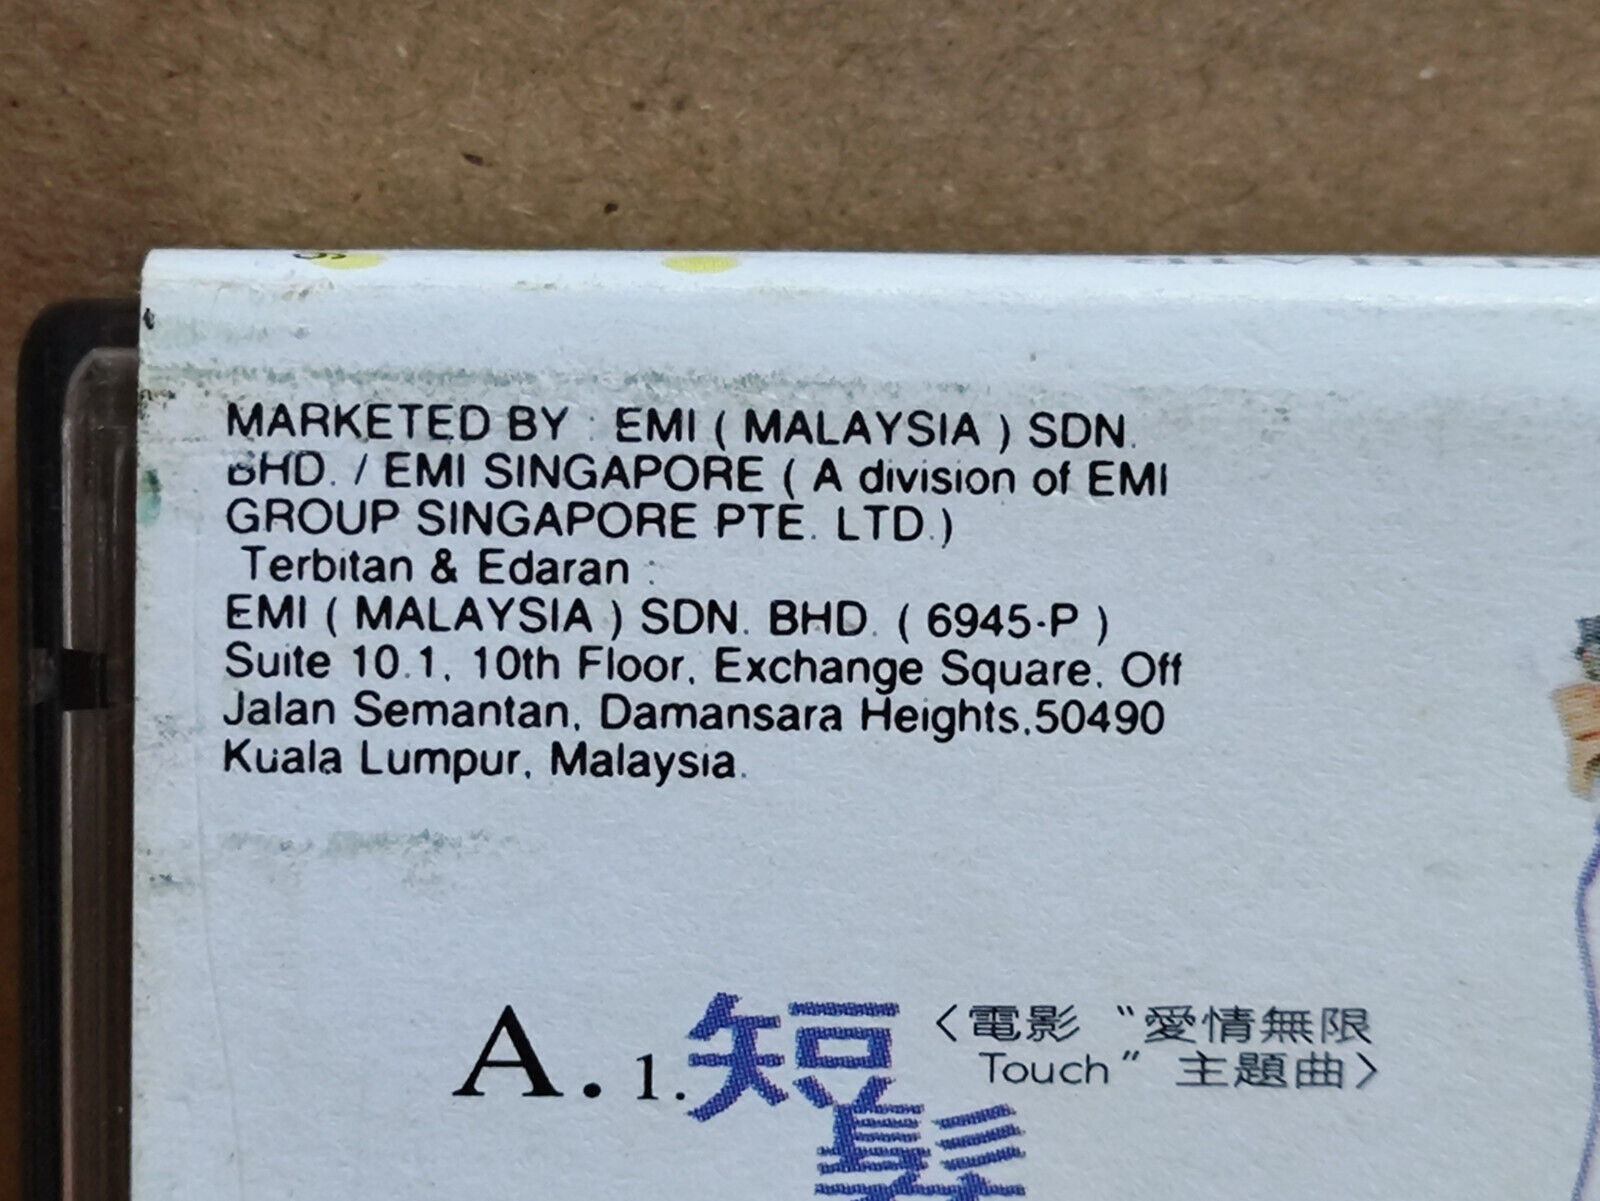 MARKETED BY : EMI ( MALAYSIA ) SDN.
BHD. / EMI SINGAPORE ( A division of EMI
GROUP SINGAPORE PTE. LTD.)
Terbitan & Edaran :
EMI ( MALAYSIA ) SDN. BHD. ( 6945-P )
Suite 10.1, 10th Floor, Exchange Square, Off
Jalan Semantan, Damansara Heights,50490
Kuala Lumpur, Malaysia.
A. 1. 短髮
〈電影 “愛情無限
Touch” 主題曲〉